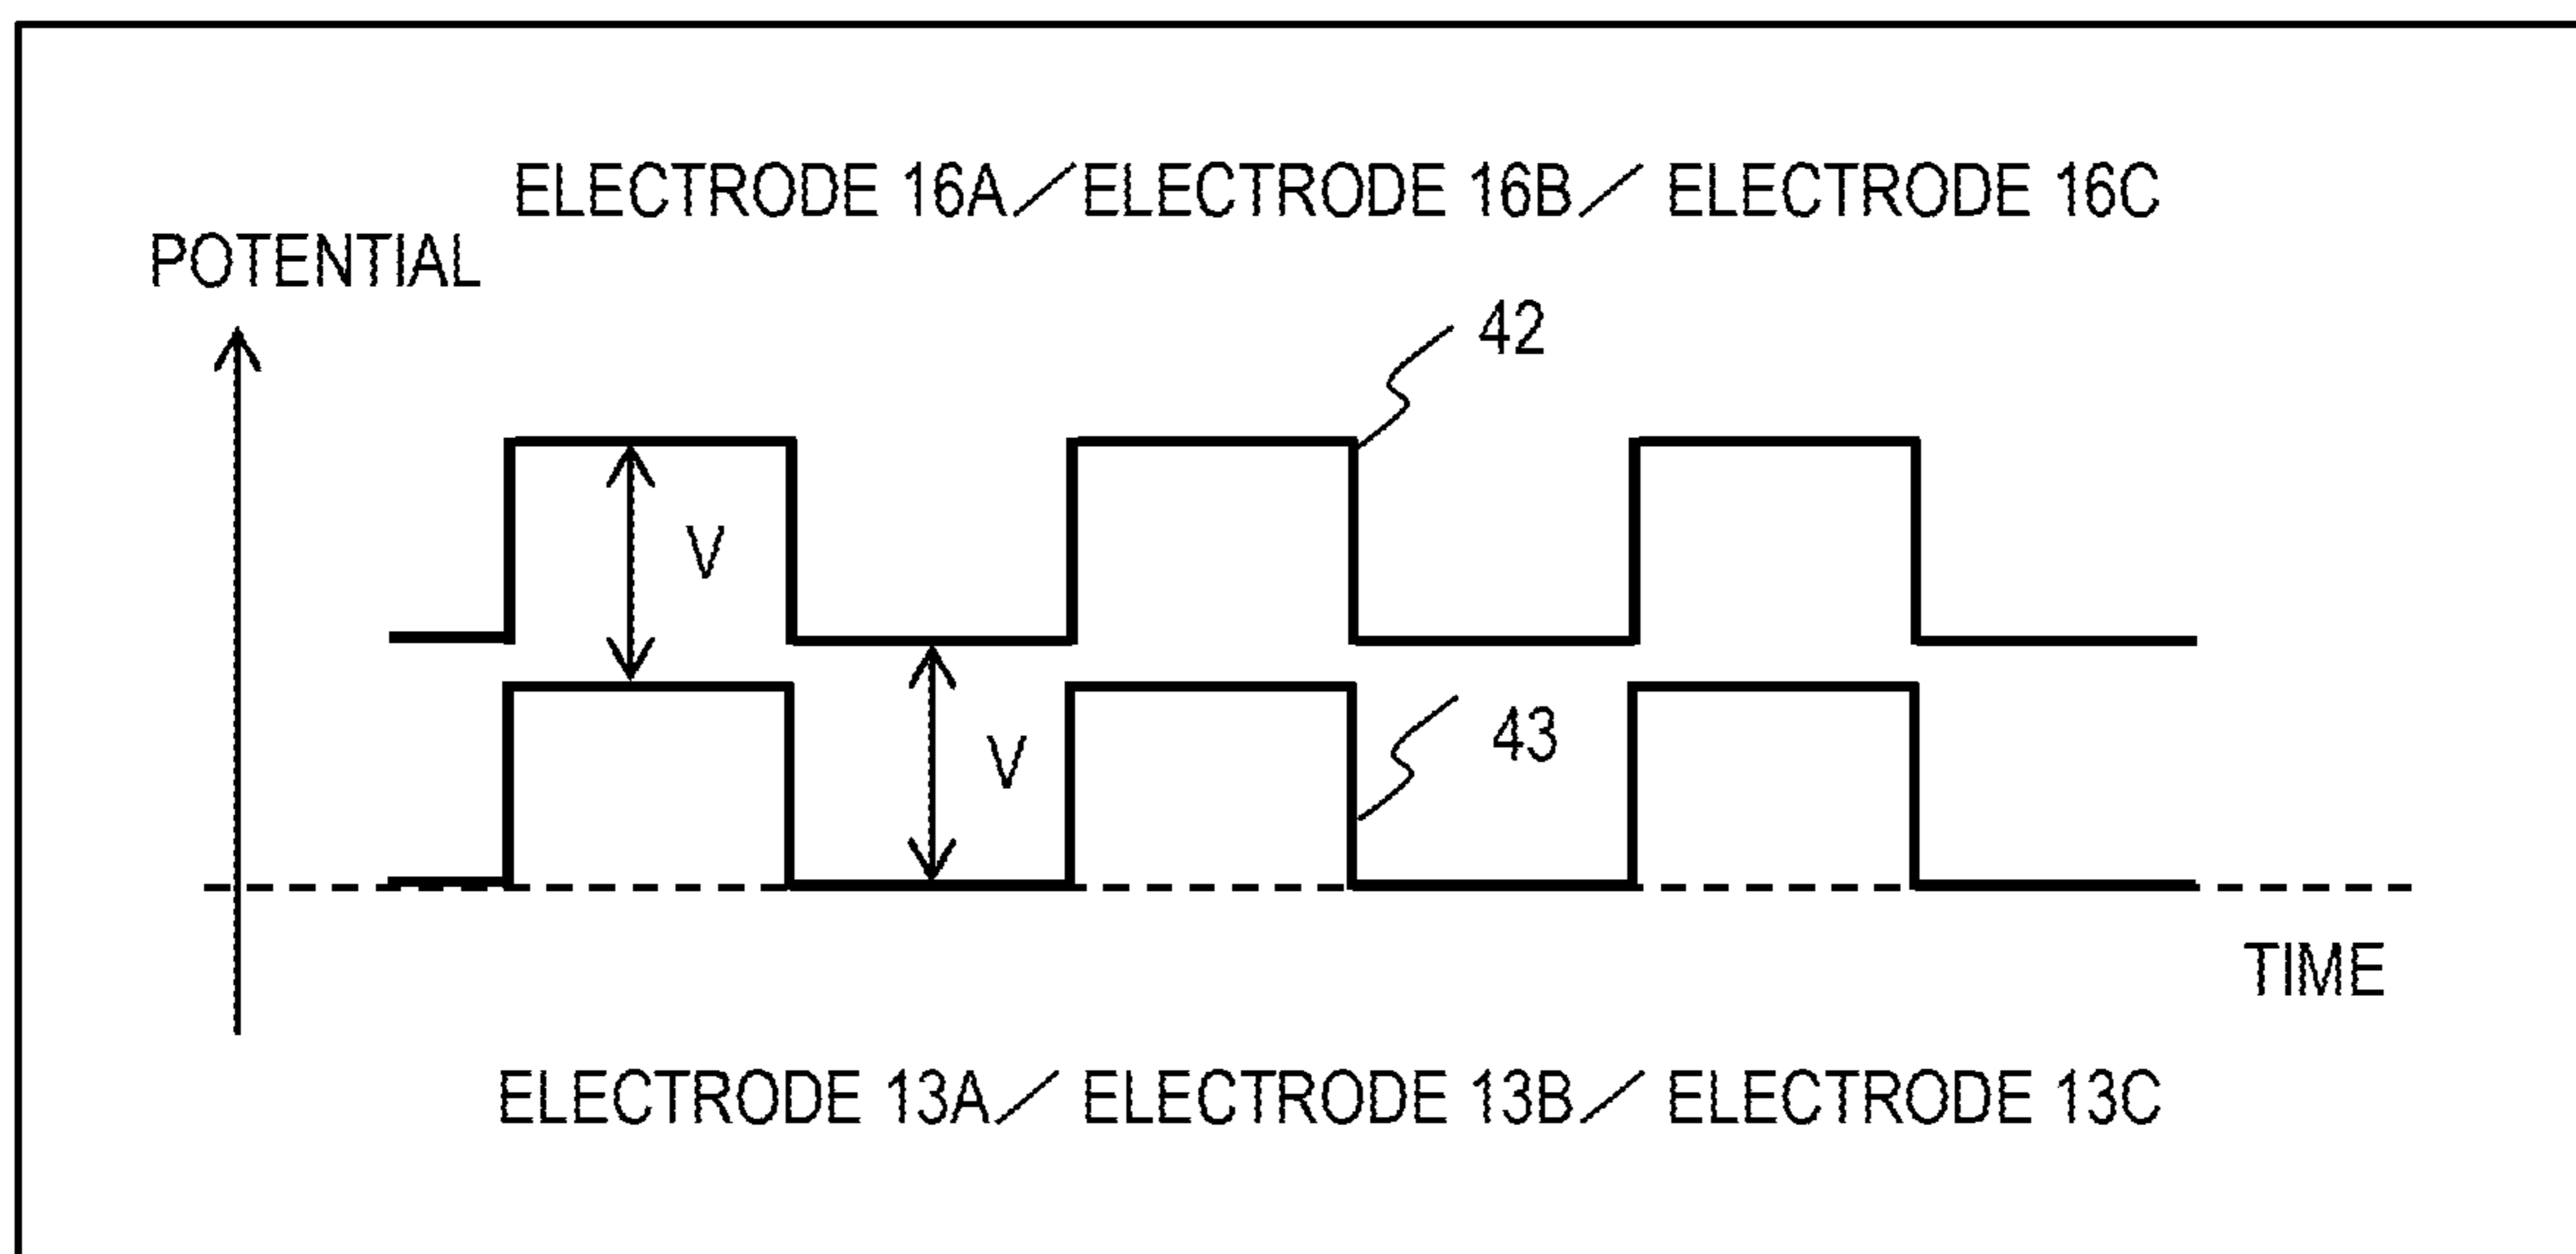 ELECTRODE 16A／ELECTRODE 16B／ ELECTRODE 16C
POTENTIAL
42
V
43
V
TIME
ELECTRODE 13A／ ELECTRODE 13B／ ELECTRODE 13C